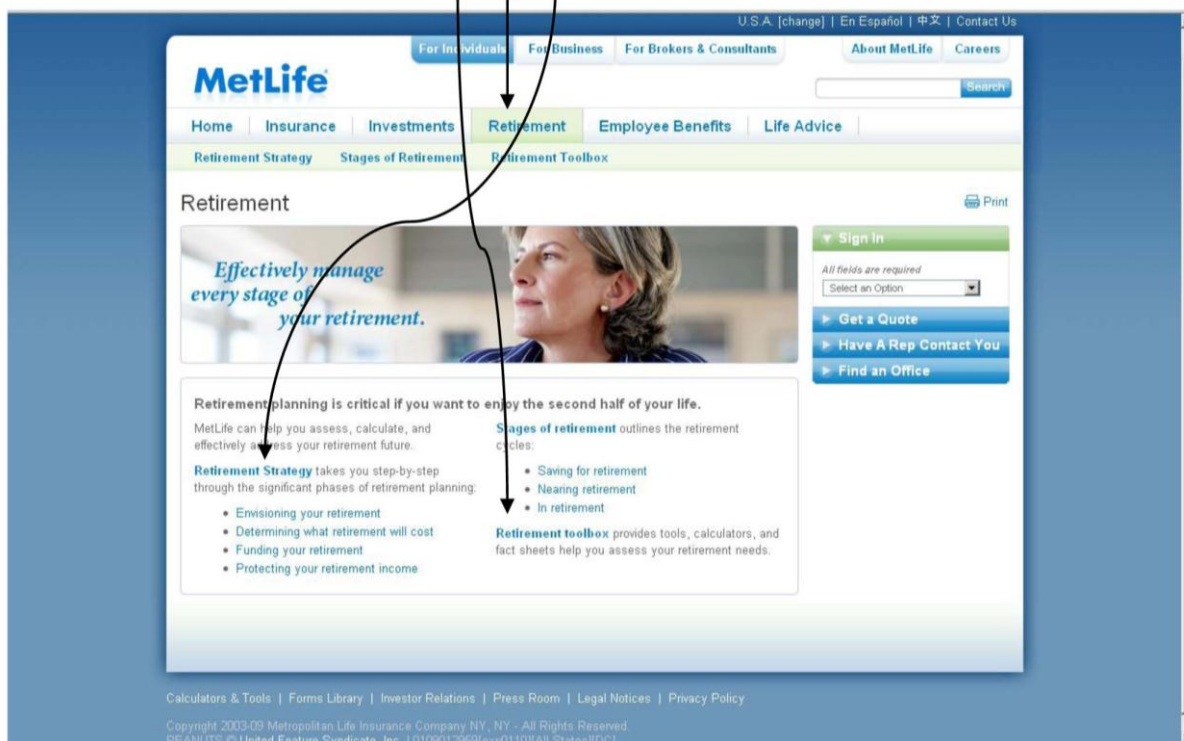 U.S.A. [change] | En Español | 中文 | Contact Us
For Individuals For Business For Brokers & Consultants About MetLife Careers
MetLife
Search
Home Insurance Investments Retirement Employee Benefits Life Advice
Retirement Strategy Stages of Retirement Retirement Toolbox
Retirement
Print
Effectively manage
every stage of
your retirement.
Sign In
All fields are required
Select an Option
Get a Quote
Have A Rep Contact You
Find an Office
Retirement planning is critical if you want to enjoy the second half of your life.
MetLife can help you assess, calculate, and
effectively address your retirement future.
Retirement Strategy takes you step-by-step
through the significant phases of retirement planning:
• Envisioning your retirement
• Determining what retirement will cost
• Funding your retirement
• Protecting your retirement income
Stages of retirement outlines the retirement
cycles:
• Saving for retirement
• Nearing retirement
• In retirement
Retirement toolbox provides tools, calculators, and
fact sheets help you assess your retirement needs.
Calculators & Tools | Forms Library | Investor Relations | Press Room | Legal Notices | Privacy Policy
Copyright 2003-09 Metropolitan Life Insurance Company NY, NY - All Rights Reserved.
PEANUTS © United Feature Syndicate, Inc.